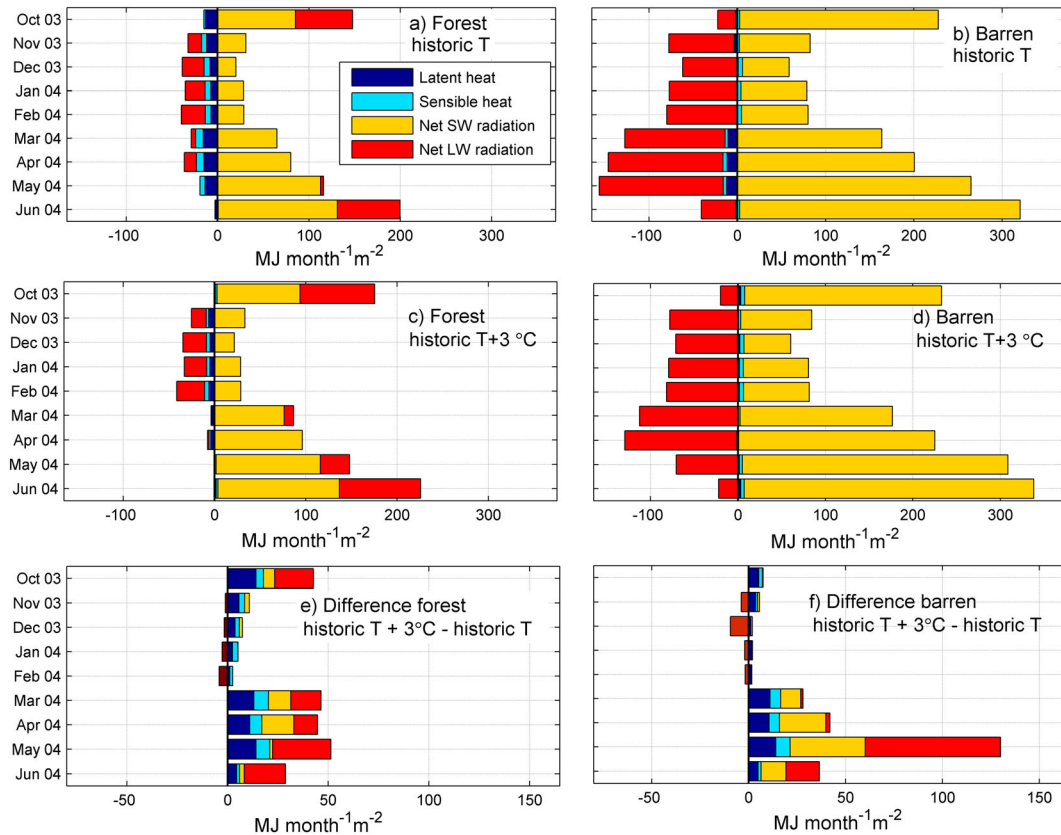 Oct 03
Nov 03
Dec 03
Jan 04
Feb 04
Mar 04
Apr 04
May 04
Jun 04
a) Forest
historic T
Latent heat
Sensible heat
Net SW radiation
Net LW radiation
-100 0 100 200 300
MJ month⁻¹m⁻²
b) Barren
historic T
-100 0 100 200 300
MJ month⁻¹m⁻²
Oct 03
Nov 03
Dec 03
Jan 04
Feb 04
Mar 04
Apr 04
May 04
Jun 04
c) Forest
historic T+3 °C
-100 0 100 200 300
MJ month⁻¹m⁻²
d) Barren
historic T+3 °C
-100 0 100 200 300
MJ month⁻¹m⁻²
Oct 03
Nov 03
Dec 03
Jan 04
Feb 04
Mar 04
Apr 04
May 04
Jun 04
e) Difference forest
historic T + 3°C - historic T
-50 0 50 100 150
MJ month⁻¹m⁻²
f) Difference barren
historic T + 3°C - historic T
-50 0 50 100 150
MJ month⁻¹m⁻²